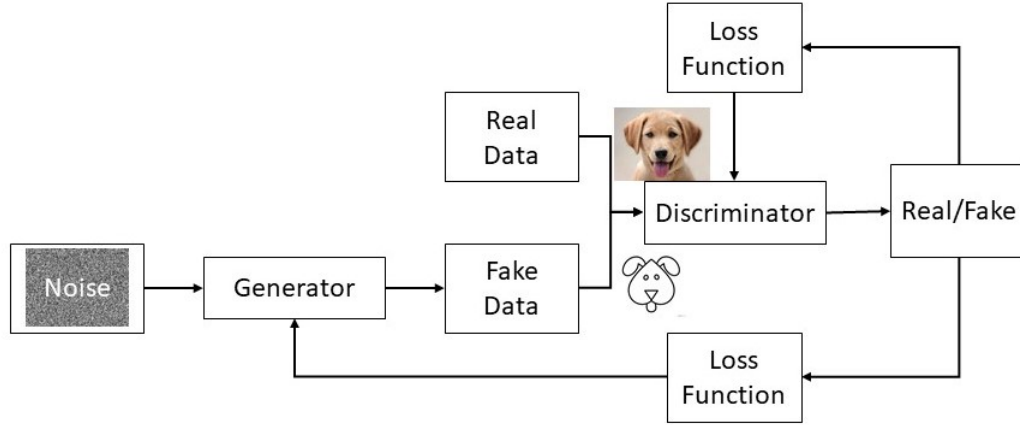 Loss
Function
Real
Data
Discriminator
Real/Fake
Noise
Generator
Fake
Data
Loss
Function